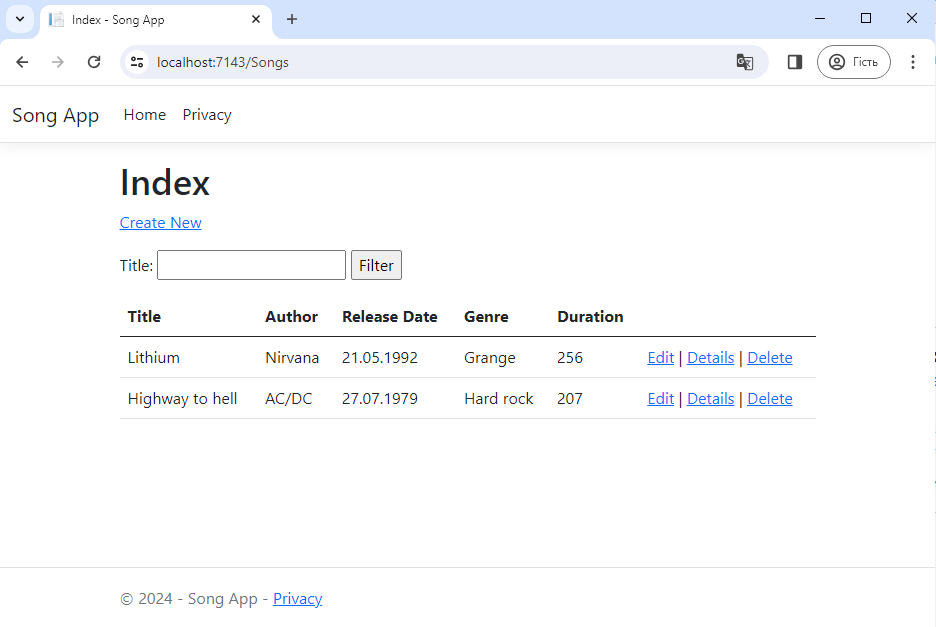 Index - Song App
localhost:7143/Songs
Гість
Song App Home Privacy
Index
Create New
Title: Filter
Title Author Release Date Genre Duration
Lithium Nirvana 21.05.1992 Grange 256 Edit | Details | Delete
Highway to hell AC/DC 27.07.1979 Hard rock 207 Edit | Details | Delete
© 2024 - Song App - Privacy